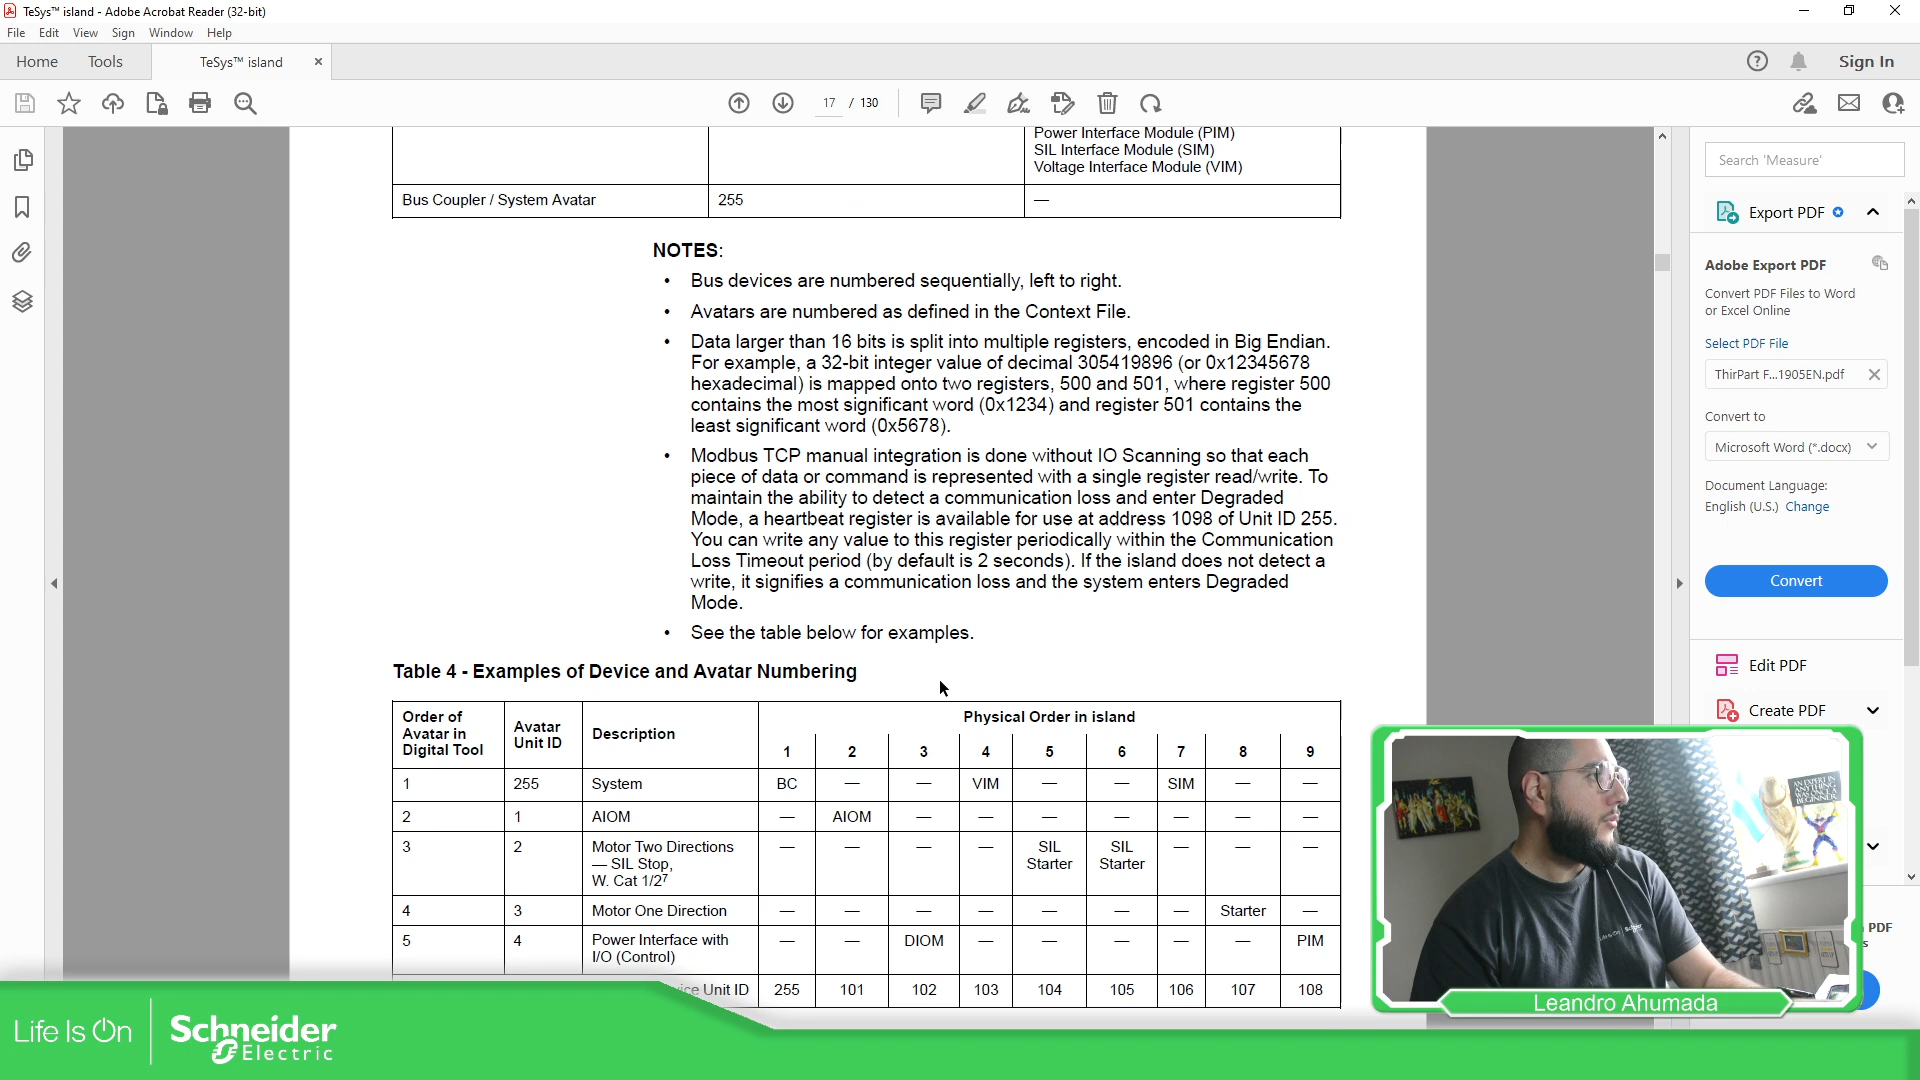 TeSys™ island - Adobe Acrobat Reader (32-bit)
File Edit View Sign Window Help
Home Tools TeSys™ island × Sign In
17 / 130
Power Interface Module (PIM)
SIL Interface Module (SIM)
Voltage Interface Module (VIM)
Bus Coupler / System Avatar 255 —
NOTES:
• Bus devices are numbered sequentially, left to right.
• Avatars are numbered as defined in the Context File.
• Data larger than 16 bits is split into multiple registers, encoded in Big Endian.
For example, a 32-bit integer value of decimal 305419896 (or 0x12345678
hexadecimal) is mapped onto two registers, 500 and 501, where register 500
contains the most significant word (0x1234) and register 501 contains the
least significant word (0x5678).
• Modbus TCP manual integration is done without IO Scanning so that each
piece of data or command is represented with a single register read/write. To
maintain the ability to detect a communication loss and enter Degraded
Mode, a heartbeat register is available for use at address 1098 of Unit ID 255.
You can write any value to this register periodically within the Communication
Loss Timeout period (by default is 2 seconds). If the island does not detect a
write, it signifies a communication loss and the system enters Degraded
Mode.
• See the table below for examples.
Table 4 - Examples of Device and Avatar Numbering
Order of Avatar in Digital Tool Avatar Unit ID Description Physical Order in island
1 2 3 4 5 6 7 8 9
1 255 System BC — — VIM — — SIM — —
2 1 AIOM — AIOM — — — — — — —
3 2 Motor Two Directions — SIL Stop, W. Cat 1/2⁷ — — — — SIL Starter SIL Starter — — —
4 3 Motor One Direction — — — — — — — Starter —
5 4 Power Interface with I/O (Control) — — DIOM — — — — — PIM
Unit ID 255 101 102 103 104 105 106 107 108
Search 'Measure'
Export PDF
Adobe Export PDF
Convert PDF Files to Word
or Excel Online
Select PDF File
ThirPart F...1905EN.pdf
Convert to
Microsoft Word (*.docx)
Document Language:
English (U.S.) Change
Convert
Edit PDF
Create PDF
PDF
AN EXPERT IN
ANYTHING
WAS ONCE A
BEGINNER
Leandro Ahumada
Life Is On Schneider
Electric